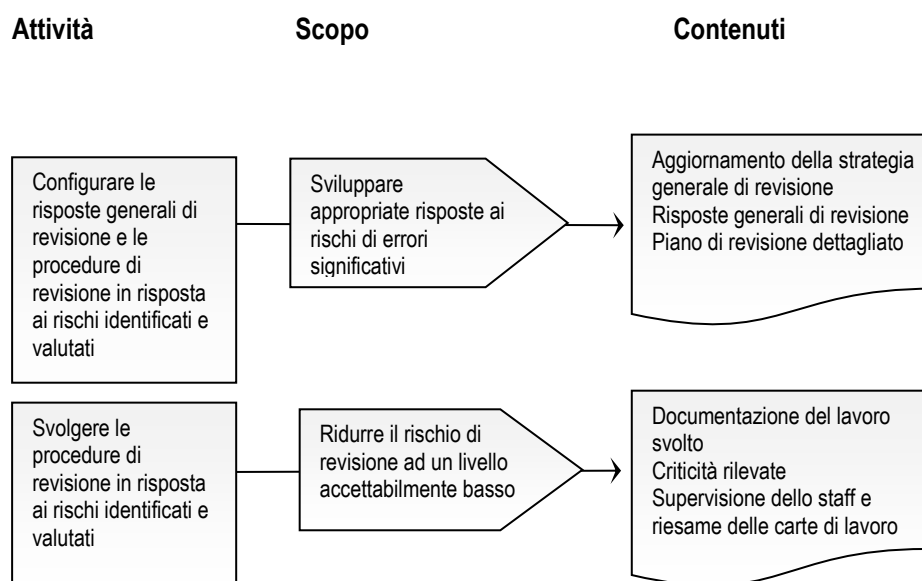 Attività Scopo Contenuti
Configurare le
risposte generali di
revisione e le
procedure di
revisione in risposta
ai rischi identificati e
valutati
Sviluppare
appropriate risposte ai
rischi di errori
significativi
Aggiornamento della strategia
generale di revisione
Risposte generali di revisione
Piano di revisione dettagliato
Svolgere le
procedure di
revisione in risposta
ai rischi identificati e
valutati
Ridurre il rischio di
revisione ad un livello
accettabilmente basso
Documentazione del lavoro
svolto
Criticità rilevate
Supervisione dello staff e
riesame delle carte di lavoro